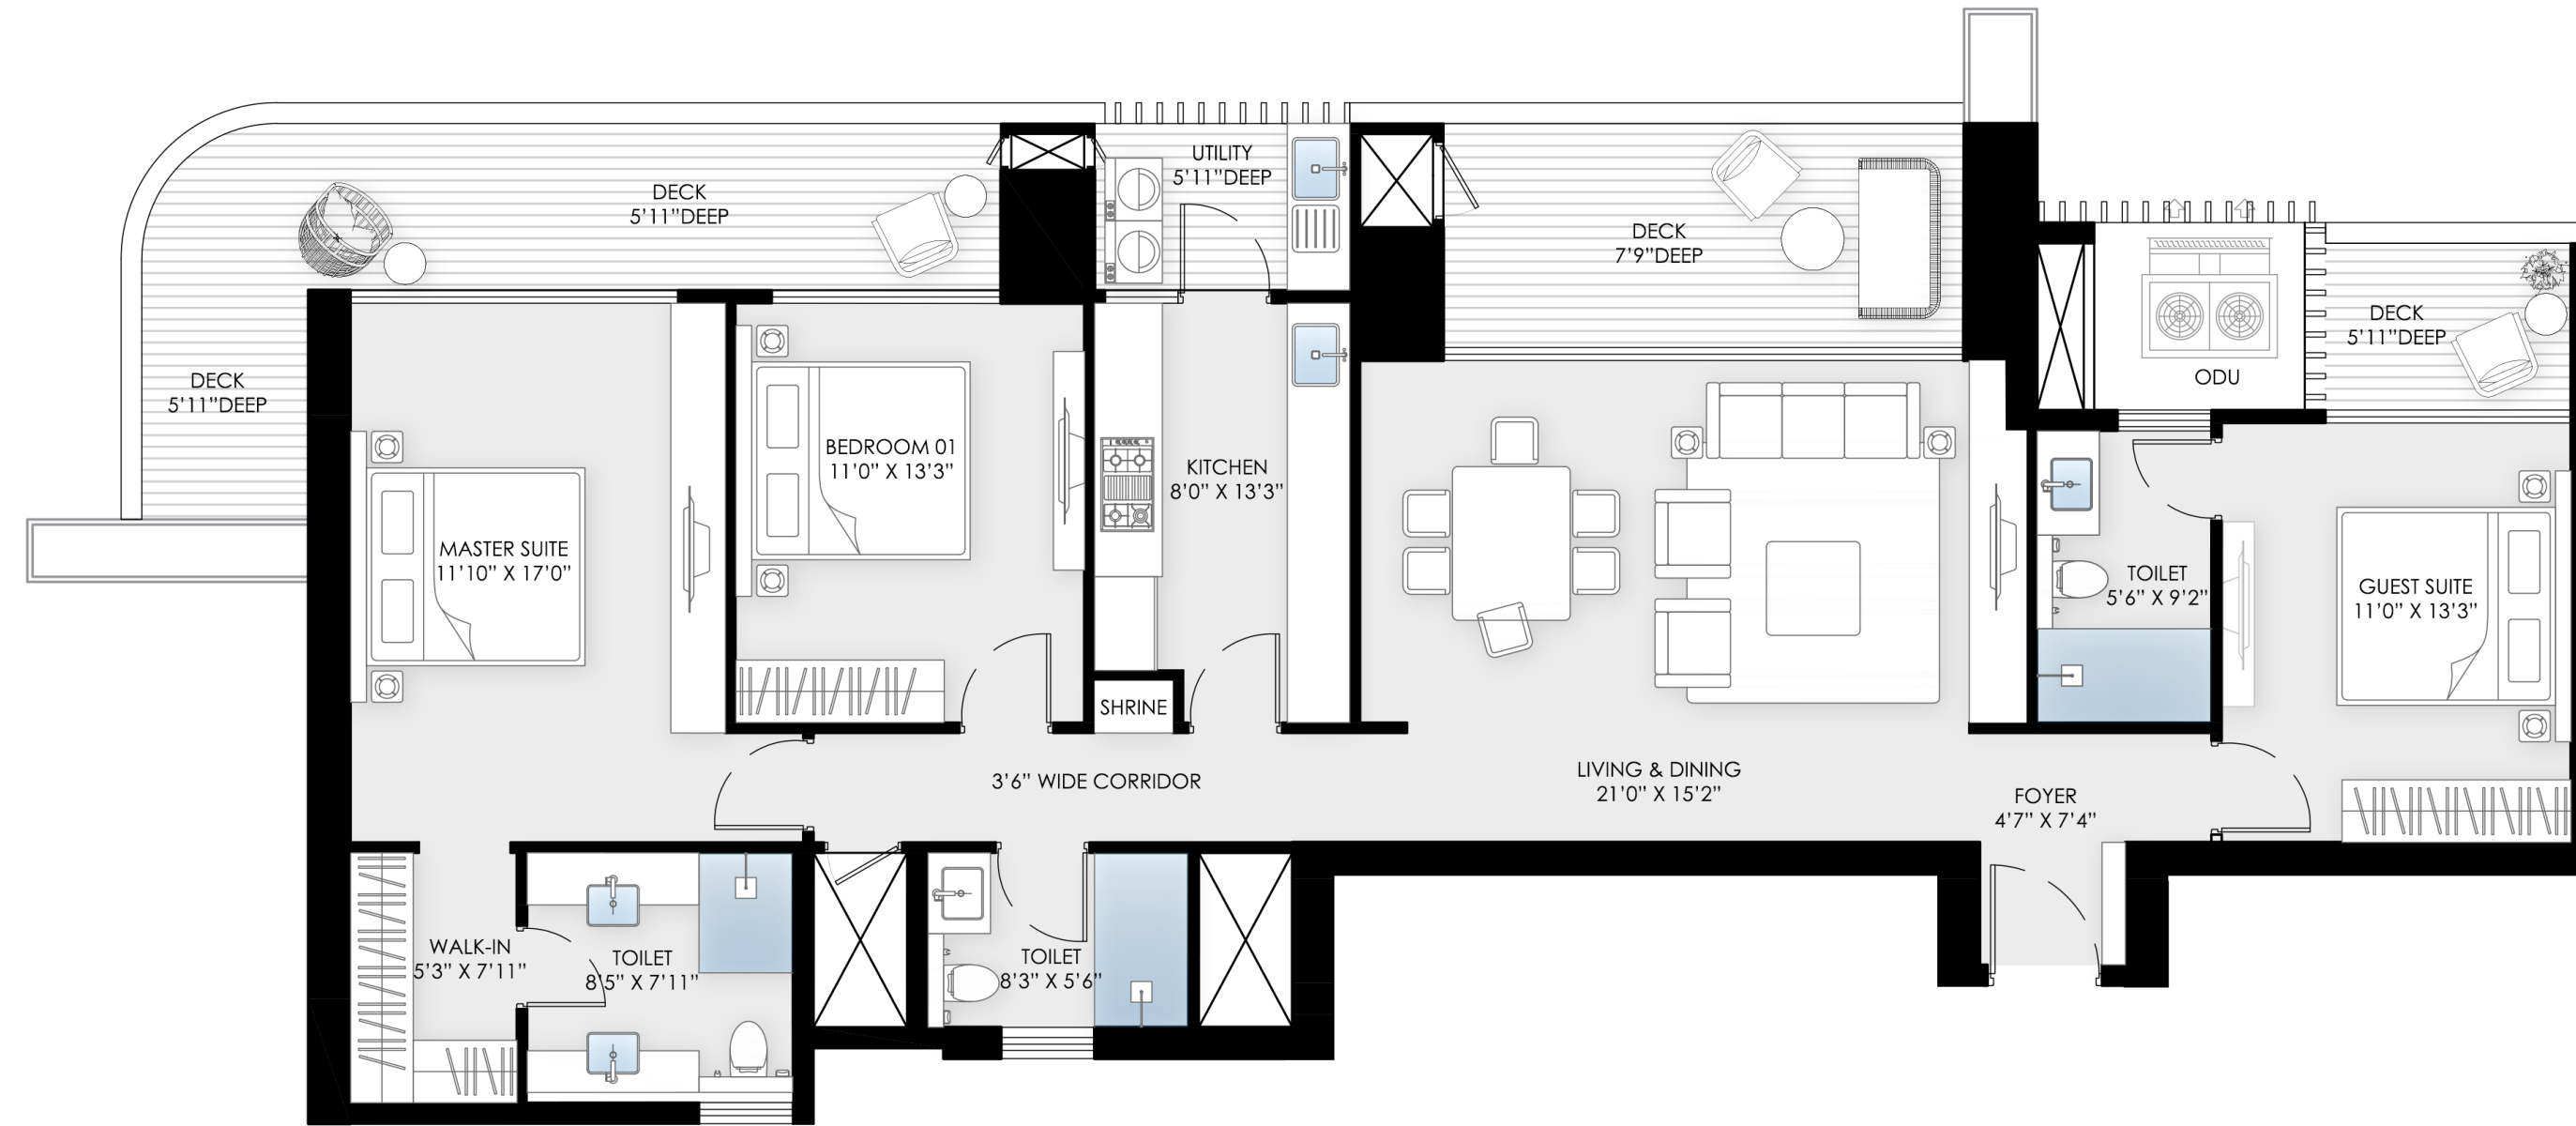 UTILITY
5'11"DEEP
DECK
5'11"DEEP
DECK
7'9"DEEP
DECK
5'11"DEEP
ODU
DECK
5'11"DEEP
BEDROOM 01
11'0" X 13'3"
KITCHEN
8'0" X 13'3"
MASTER SUITE
11'10" X 17'0"
TOILET
5'6" X 9'2"
GUEST SUITE
11'0" X 13'3"
SHRINE
3'6" WIDE CORRIDOR
LIVING & DINING
21'0" X 15'2"
FOYER
4'7" X 7'4"
WALK-IN
5'3" X 7'11"
TOILET
8'5" X 7'11"
TOILET
8'3" X 5'6"